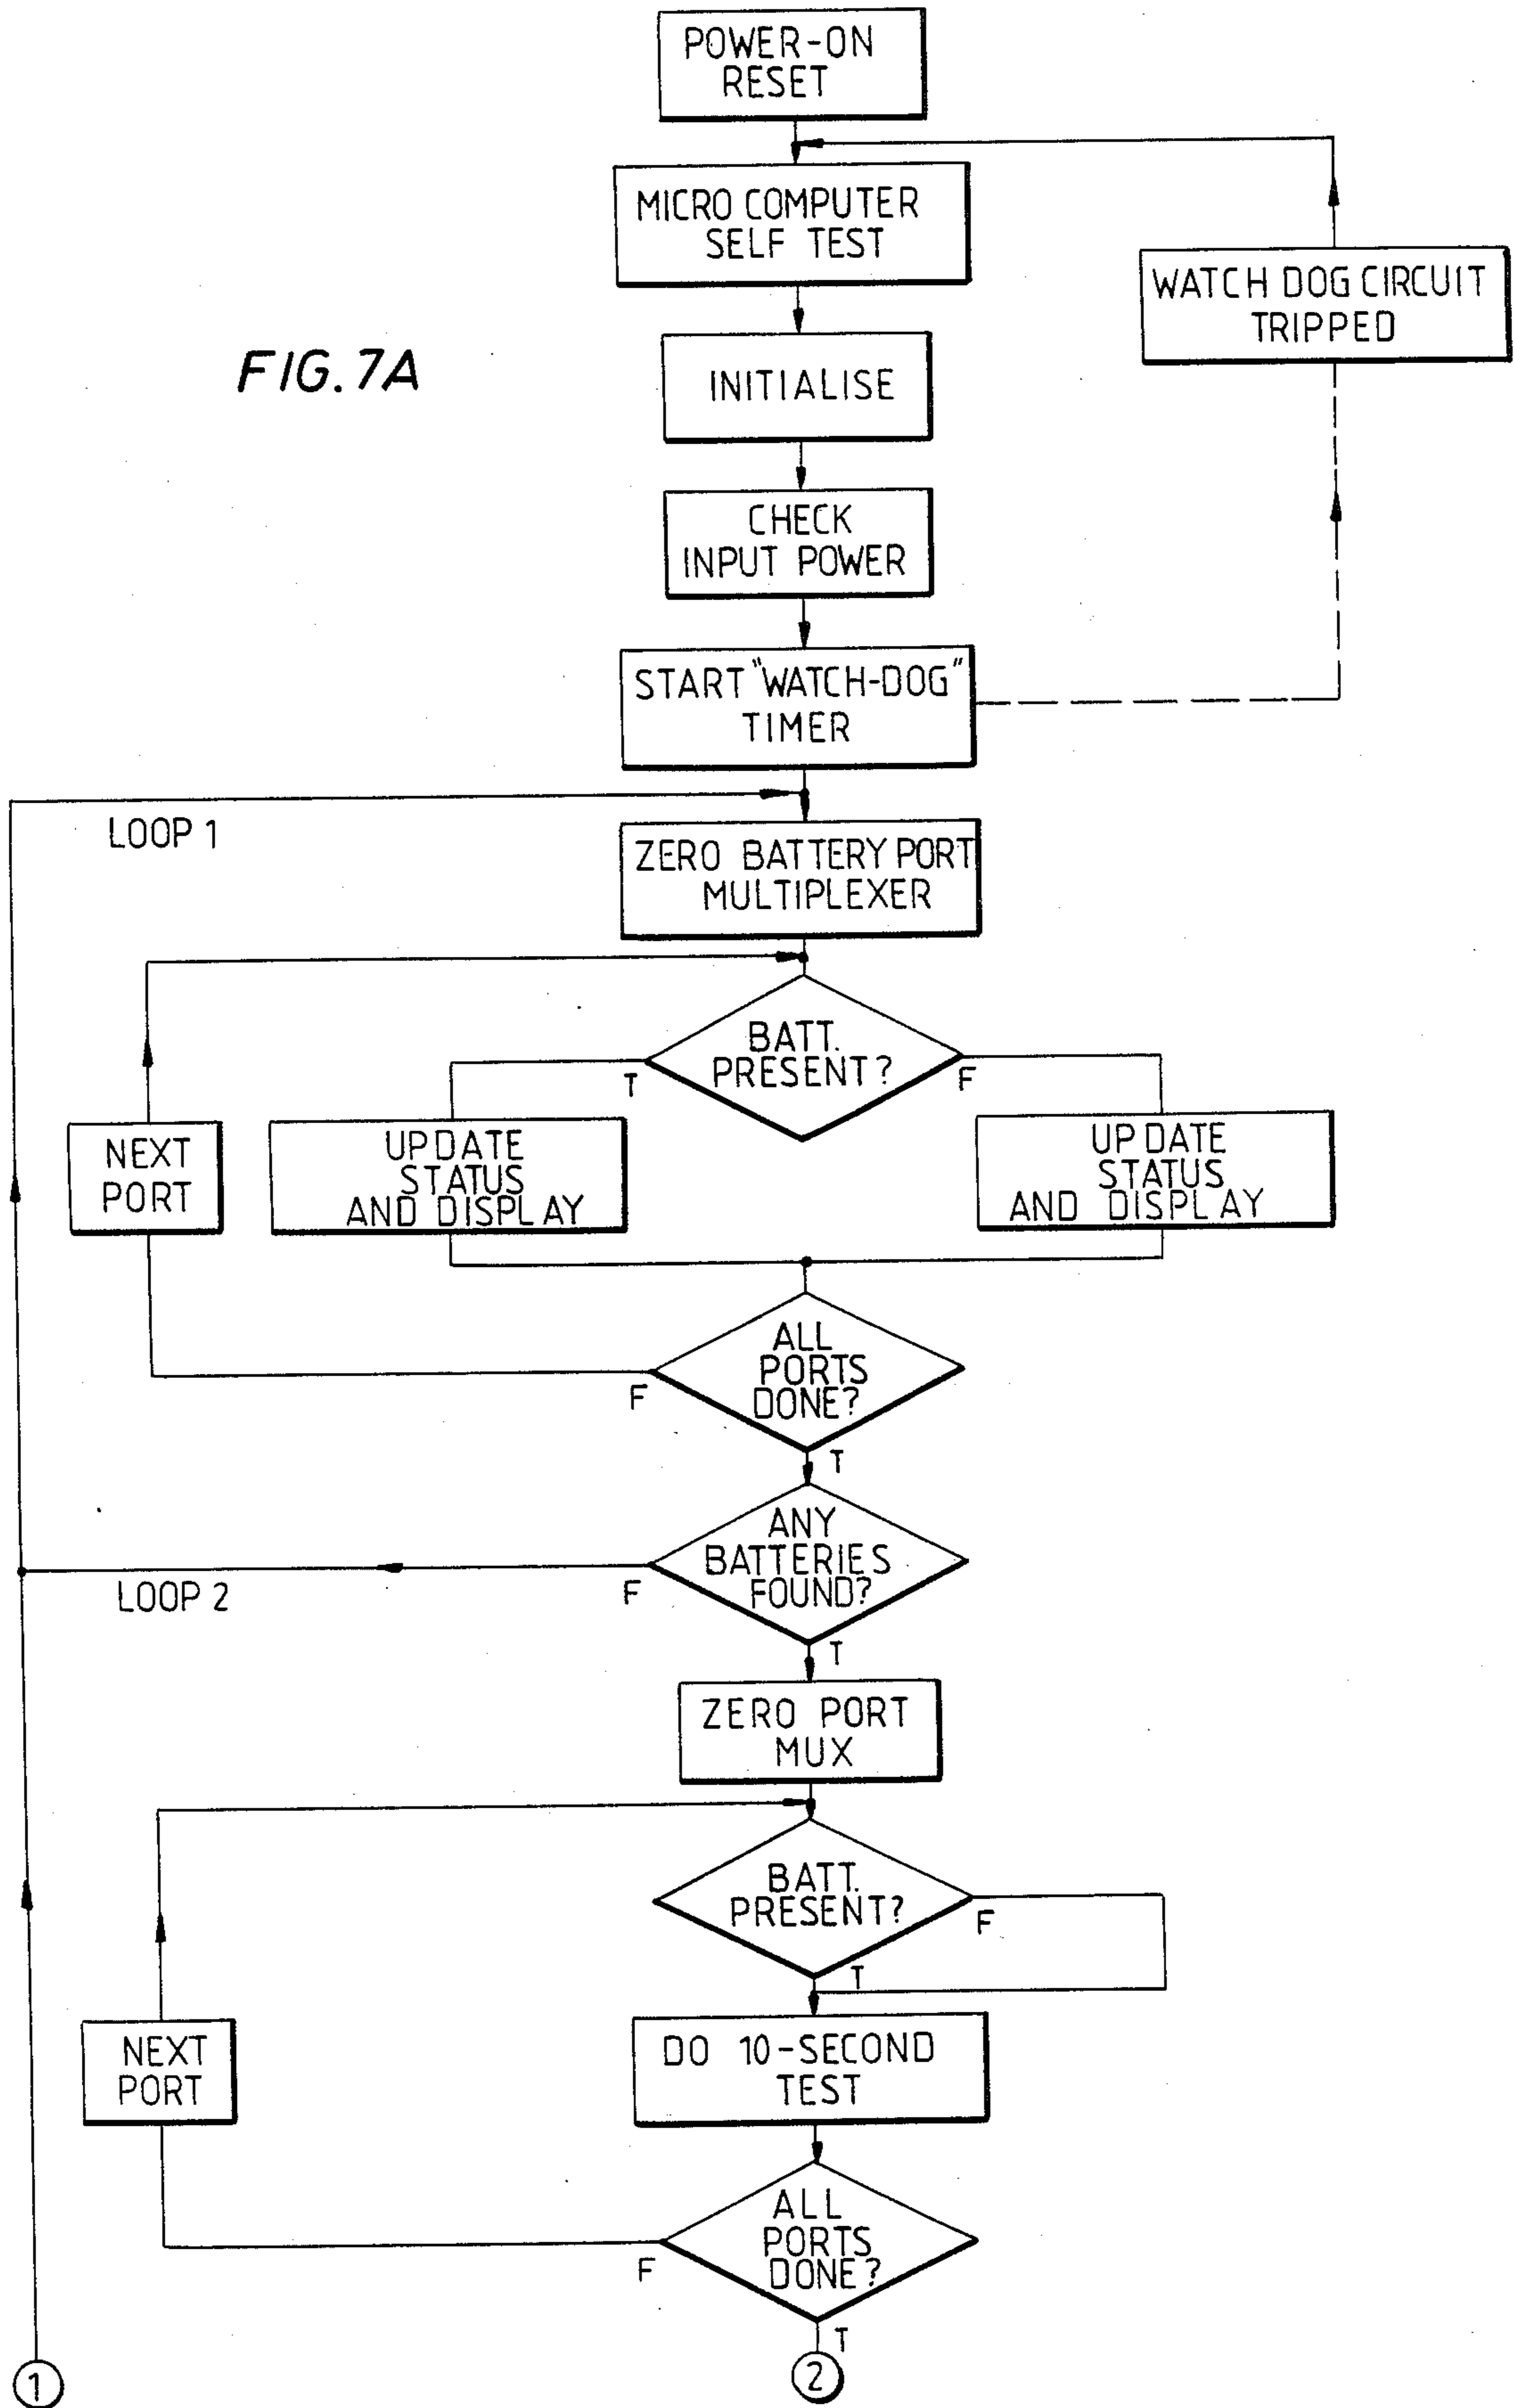 POWER-ON
RESET
MICRO COMPUTER
SELF TEST
WATCH DOG CIRCUIT
TRIPPED
FIG. 7A
INITIALISE
CHECK
INPUT POWER
START "WATCH-DOG"
TIMER
LOOP 1
ZERO BATTERY PORT
MULTIPLEXER
BATT.
PRESENT?
T
F
NEXT
PORT
UPDATE
STATUS
AND DISPLAY
UPDATE
STATUS
AND DISPLAY
ALL
PORTS
DONE?
F
T
ANY
BATTERIES
FOUND?
F
LOOP 2
T
ZERO PORT
MUX
BATT.
PRESENT?
F
T
NEXT
PORT
DO 10-SECOND
TEST
ALL
PORTS
DONE?
F
T
1
2